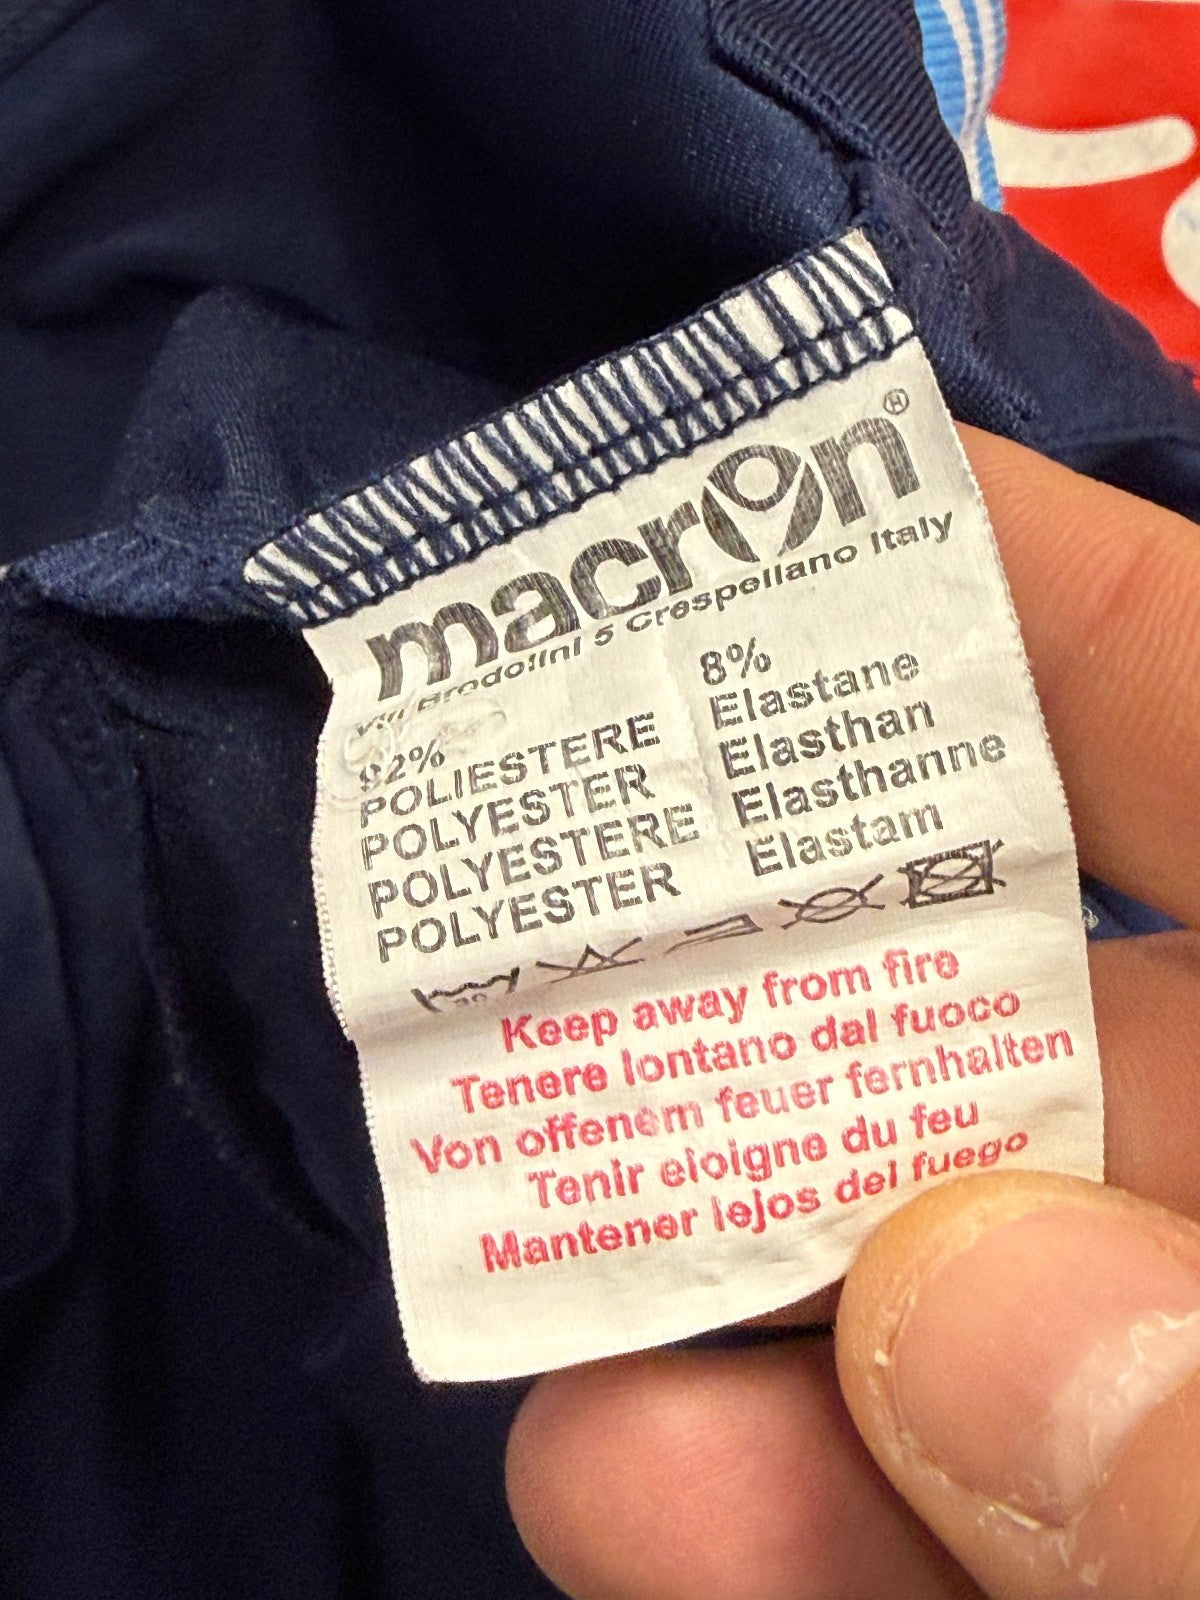 macron®
Via Brodolini 5 Crespellano Italy
92%
POLIESTERE
POLYESTER
POLYESTERE
POLYESTER
8%
Elastane
Elasthan
Elasthanne
Elastam
30
Keep away from fire
Tenere lontano dal fuoco
Von offenem feuer fernhalten
Tenir eloigne du feu
Mantener lejos del fuego